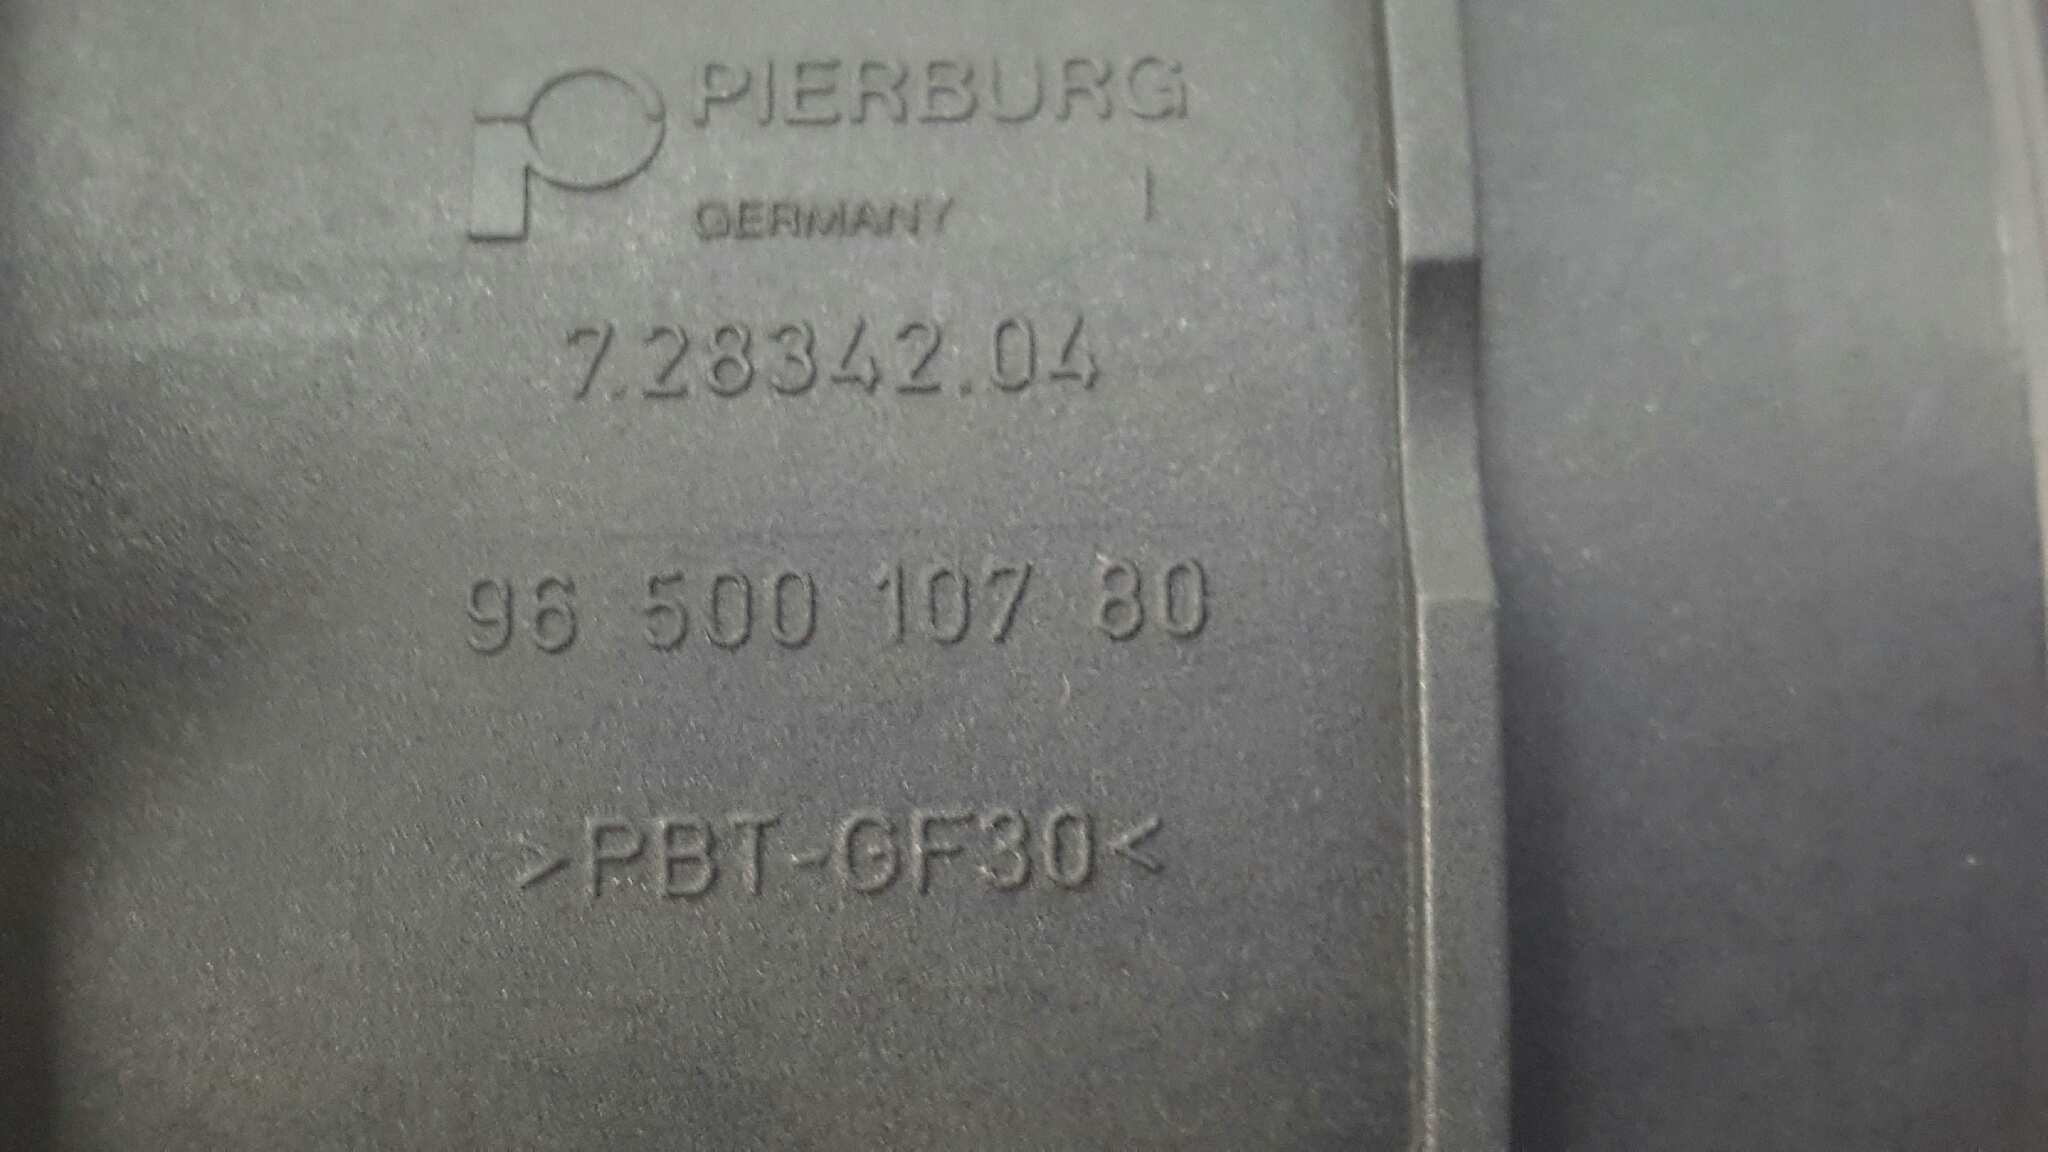 PIERBURG
GERMANY I
7.28342.04
96 500 107 80
>PBT-GF30<